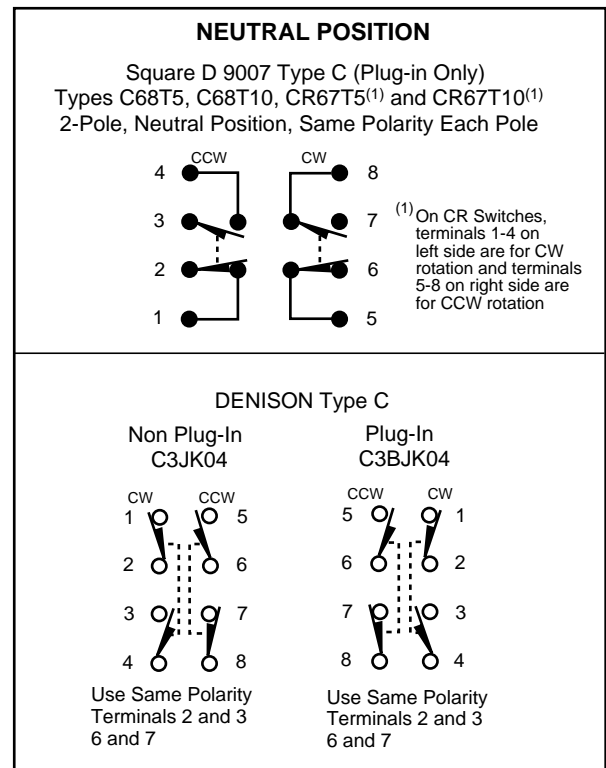 NEUTRAL POSITION
Square D 9007 Type C (Plug-in Only)
Types C68T5, C68T10, CR67T5(1) and CR67T10(1)
2-Pole, Neutral Position, Same Polarity Each Pole
4 CCW CW 8
3 7
2 6
1 5
(1) On CR Switches,
terminals 1-4 on
left side are for CW
rotation and terminals
5-8 on right side are
for CCW rotation
DENISON Type C
Non Plug-In
C3JK04
CW CCW
1 5
2 6
3 7
4 8
Use Same Polarity
Terminals 2 and 3
6 and 7
Plug-In
C3BJK04
CCW CW
5 1
6 2
7 3
8 4
Use Same Polarity
Terminals 2 and 3
6 and 7